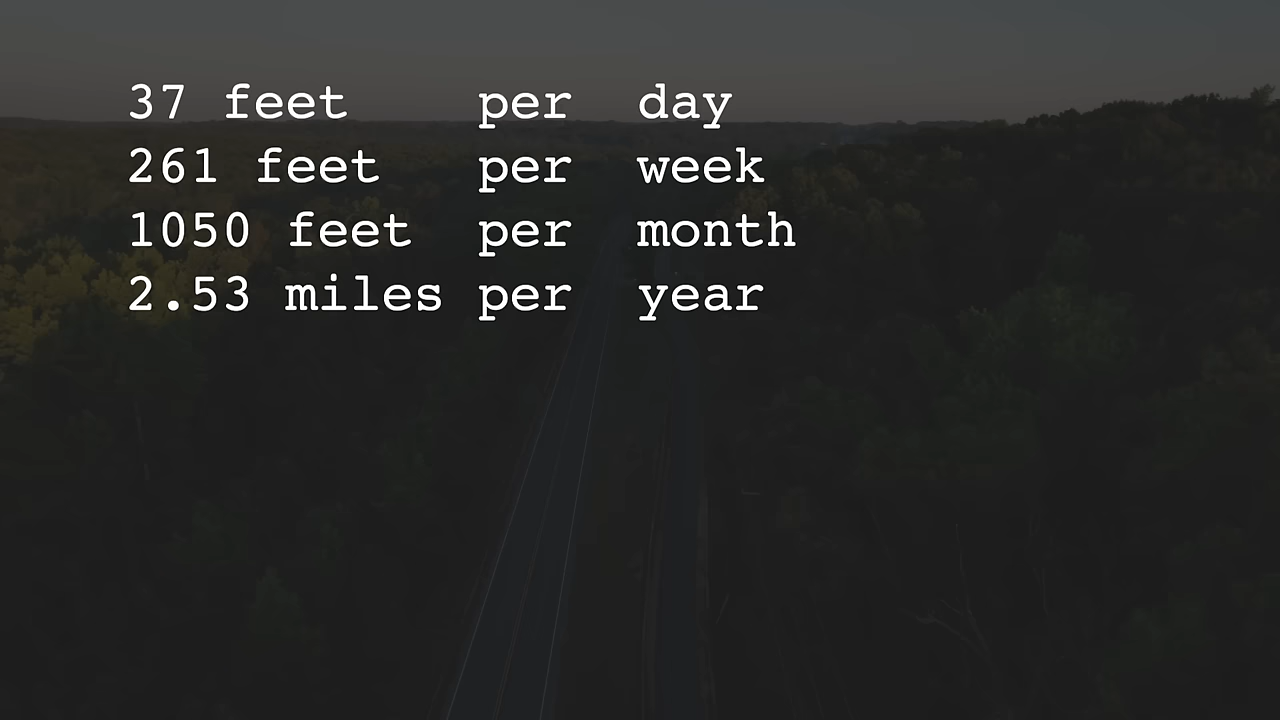 37 feet per day
261 feet per week
1050 feet per month
2.53 miles per year